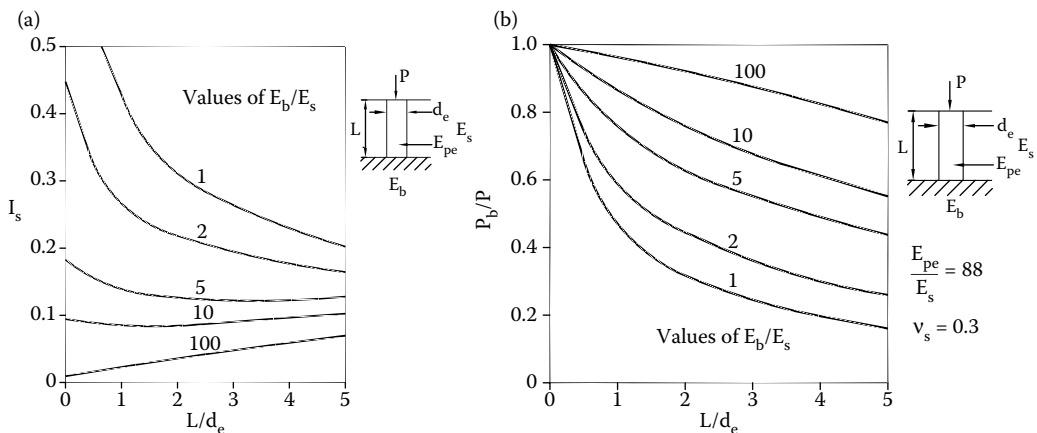 (a)
0.5
0.4
0.3
0.2
0.1
0
I_s
Values of E_b/E_s
1
2
5
10
100
0 1 2 3 4 5
L/d_e
P
d_e
L
E_s
E_pe
E_b
(b)
1.0
0.8
0.6
0.4
0.2
0
P_b/P
100
10
5
2
1
Values of E_b/E_s
0 1 2 3 4 5
L/d_e
P
d_e
L
E_s
E_pe
E_b
E_pe/E_s = 88
ν_s = 0.3